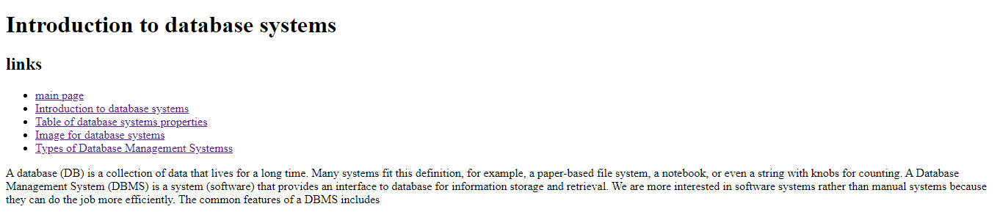 Introduction to database systems
links
main page
Introduction to database systems
Table of database systems properties
Image for database systems
Types of Database Management Systemss
A database (DB) is a collection of data that lives for a long time. Many systems fit this definition, for example, a paper-based file system, a notebook, or even a string with knobs for counting. A Database
Management System (DBMS) is a system (software) that provides an interface to database for information storage and retrieval. We are more interested in software systems rather than manual systems because
they can do the job more efficiently. The common features of a DBMS includes